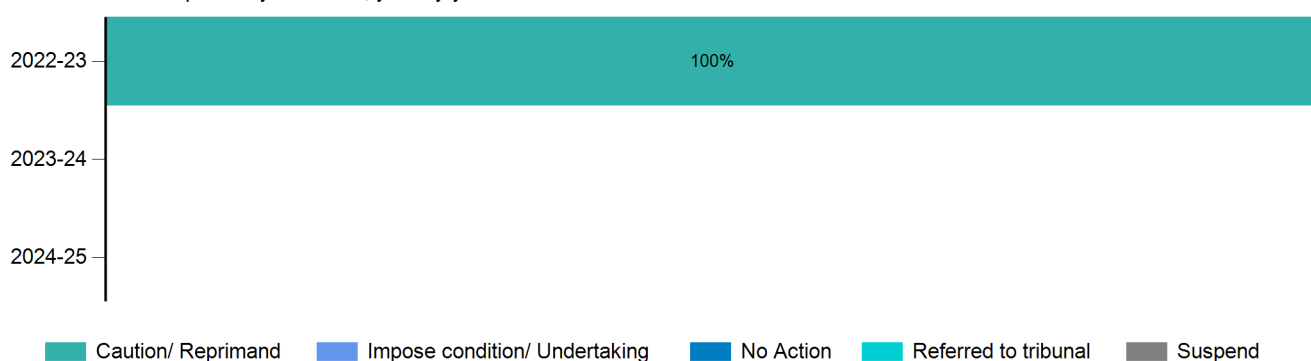 2022-23
100%
2023-24
2024-25
Caution/ Reprimand Impose condition/ Undertaking No Action Referred to tribunal Suspend